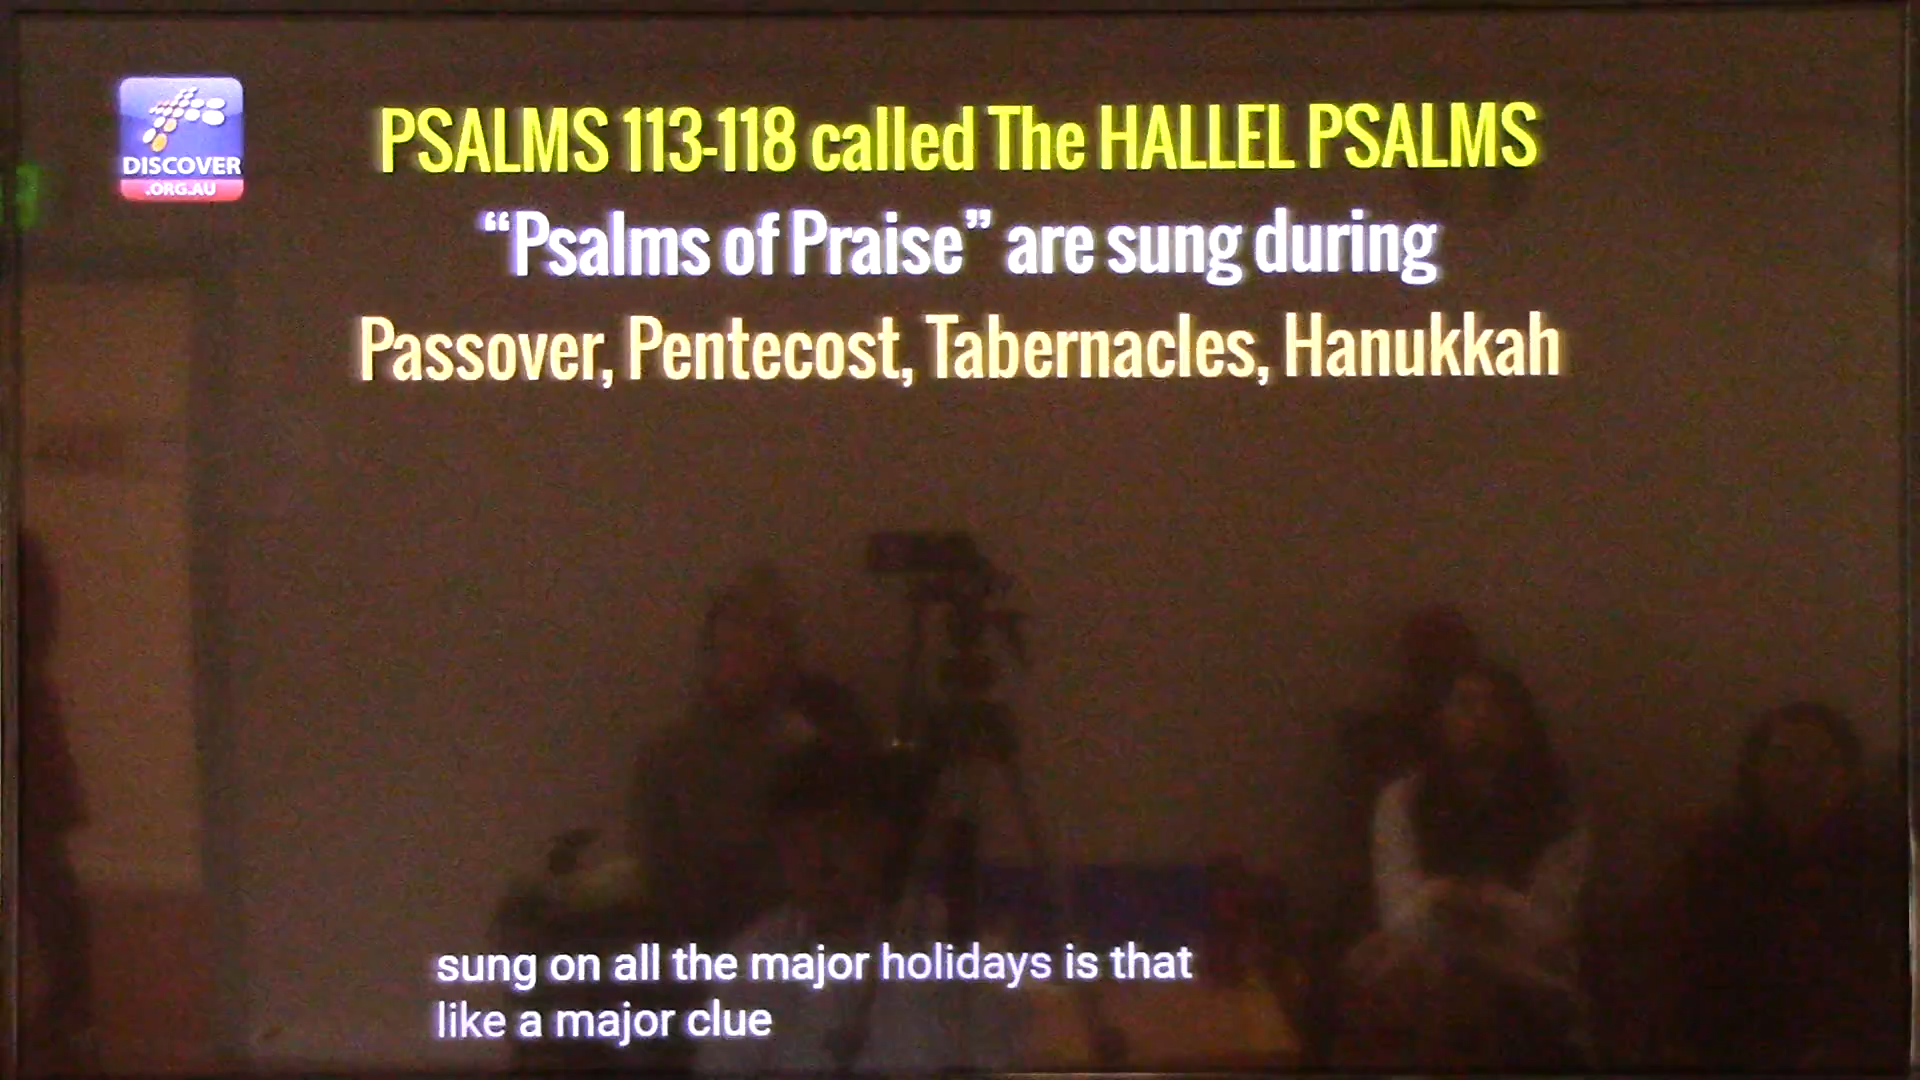 DISCOVER
.ORG.AU
PSALMS 113-118 called The HALLEL PSALMS
“Psalms of Praise” are sung during
Passover, Pentecost, Tabernacles, Hanukkah
sung on all the major holidays is that
like a major clue